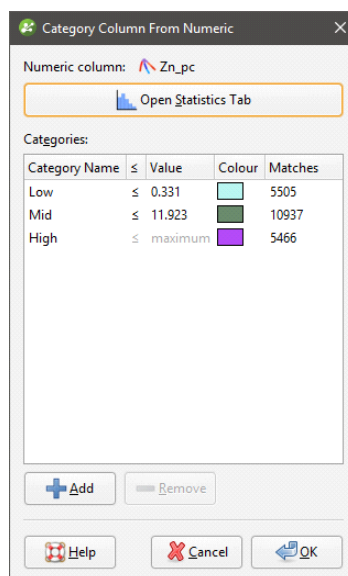 Category Column From Numeric
Numeric column: Zn_pc
Open Statistics Tab
Categories:
Category Name ≤ Value Colour Matches
Low ≤ 0.331 5505
Mid ≤ 11.923 10937
High ≤ maximum 5466
Add Remove
Help Cancel OK